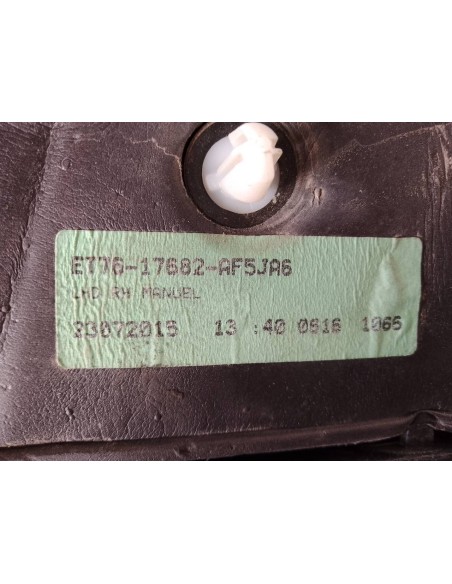 ET76-17682-AF5JA6
LHD RH MANUEL
23072015 13 :40 0616 1065